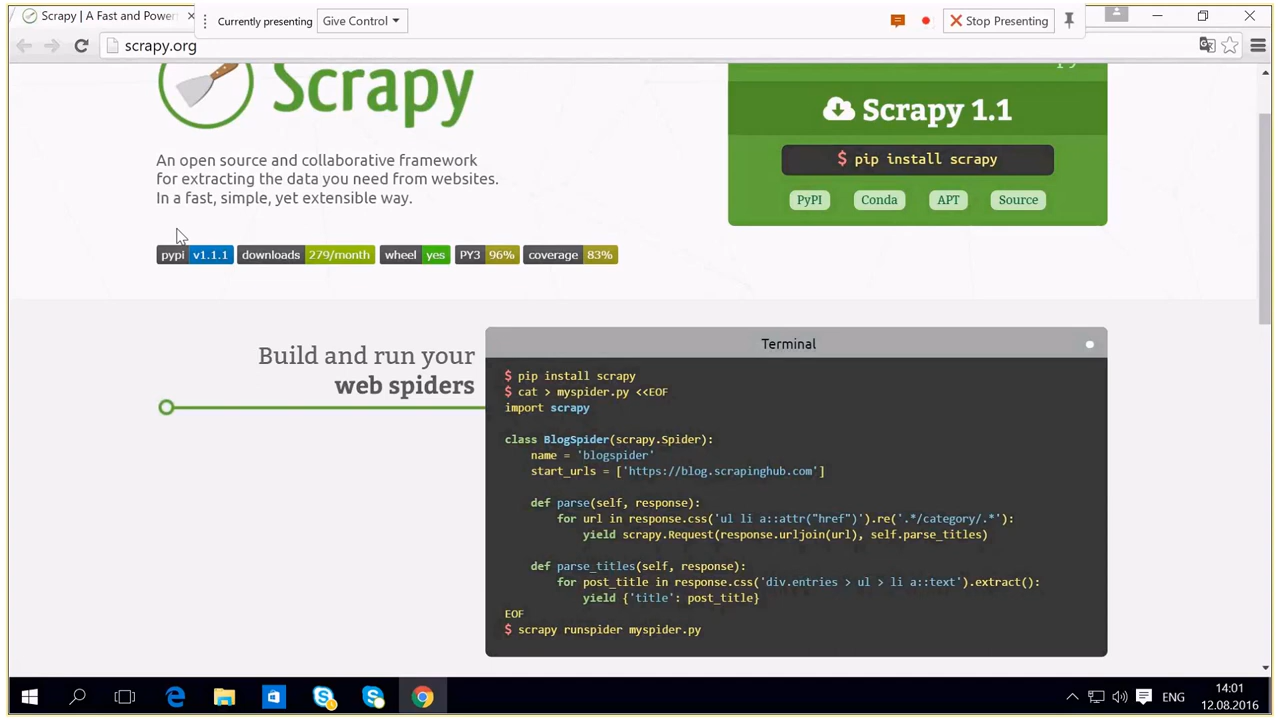 Scrapy | A Fast and Power
Currently presenting
Give Control
Stop Presenting
scrapy.org
Scrapy
Scrapy 1.1
$ pip install scrapy
PyPI
Conda
APT
Source
An open source and collaborative framework
for extracting the data you need from websites.
In a fast, simple, yet extensible way.
pypi v1.1.1 downloads 279/month wheel yes PY3 96% coverage 83%
Build and run your
web spiders
Terminal
$ pip install scrapy
$ cat > myspider.py <<EOF
import scrapy
class BlogSpider(scrapy.Spider):
    name = 'blogspider'
    start_urls = ['https://blog.scrapinghub.com']
    def parse(self, response):
        for url in response.css('ul li a::attr("href")').re('.*/category/.*'):
            yield scrapy.Request(response.urljoin(url), self.parse_titles)
    def parse_titles(self, response):
        for post_title in response.css('div.entries > ul > li a::text').extract():
            yield {'title': post_title}
EOF
$ scrapy runspider myspider.py
ENG
14:01
12.08.2016